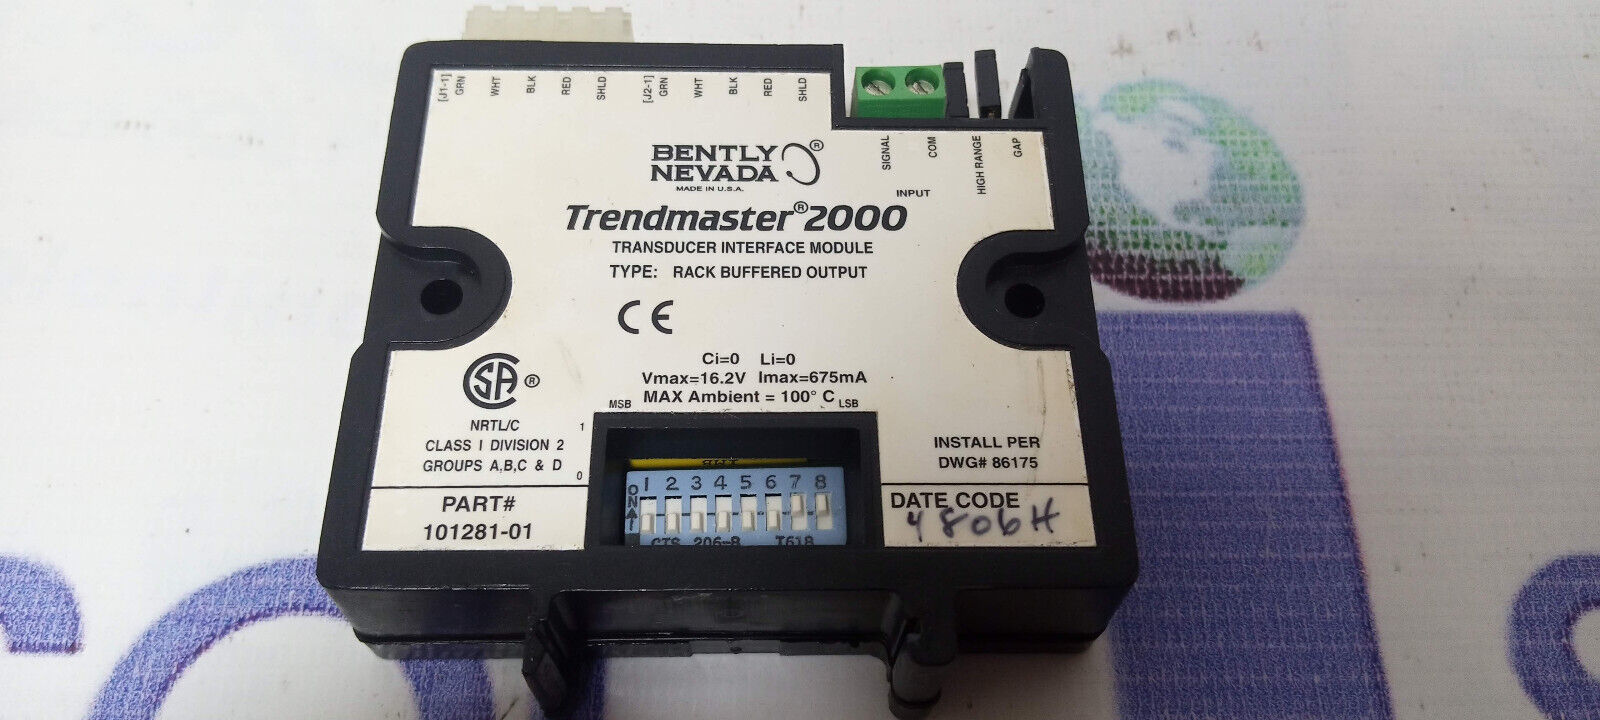 [J1-1] GRN WHT BLK RED SHLD [J2-1] GRN WHT BLK RED SHLD
SIGNAL COM HIGH RANGE GAP
INPUT
BENTLY ®
NEVADA
MADE IN U.S.A.
Trendmaster®2000
TRANSDUCER INTERFACE MODULE
TYPE: RACK BUFFERED OUTPUT
CE
Ci=0 Li=0
Vmax=16.2V Imax=675mA
MAX Ambient = 100° C
MSB LSB
SA ®
NRTL/C
CLASS I DIVISION 2
GROUPS A,B,C & D
1
0
PART#
101281-01
ON
1 2 3 4 5 6 7 8
CTS 206-8 T618
INSTALL PER
DWG# 86175
DATE CODE
4806H